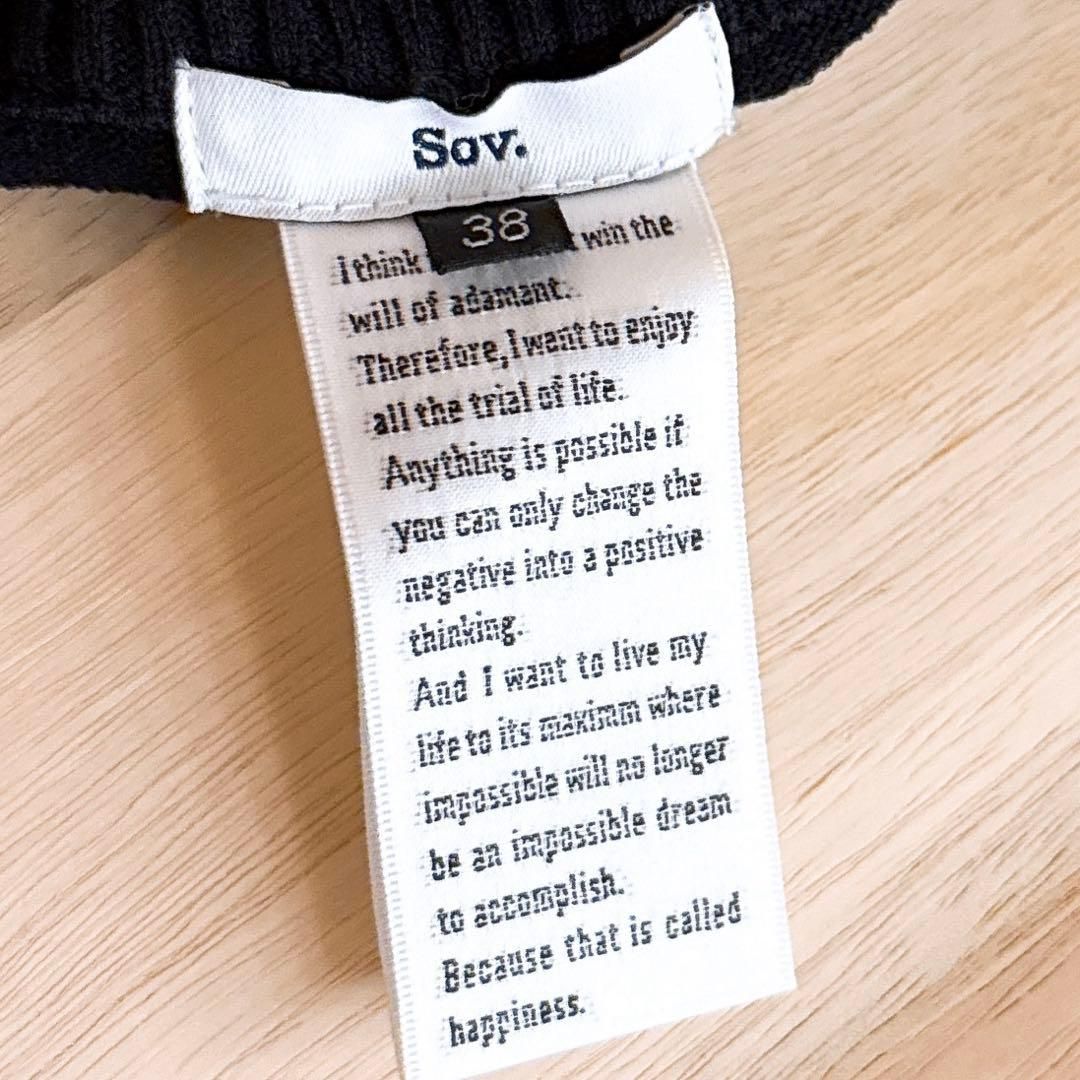 Sov.
38
I think win the
will of adamant.
Therefore, I want to enjoy
all the trial of life.
Anything is possible if
you can only change the
negative into a positive
thinking.
And I want to live my
life to its maximm where
impossible will no longer
be an impossible dream
to accomplish.
Because that is called
happiness.